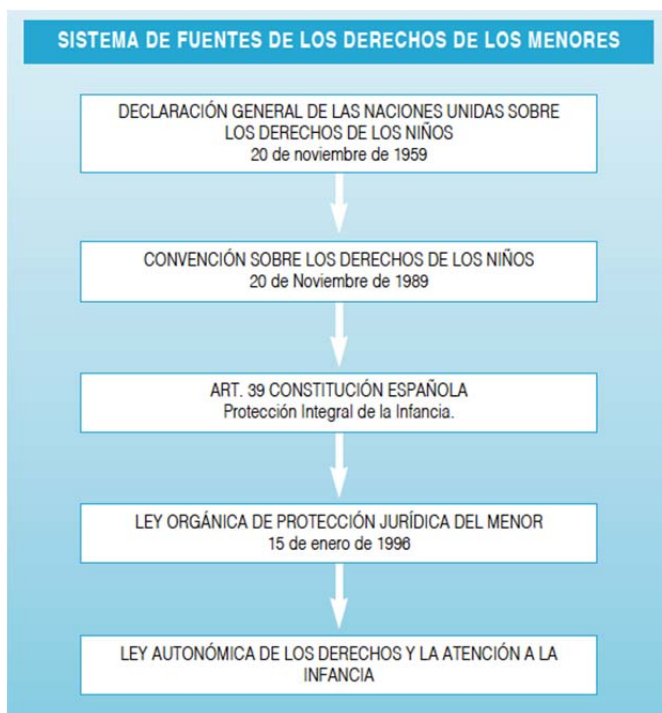 SISTEMA DE FUENTES DE LOS DERECHOS DE LOS MENORES
DECLARACIÓN GENERAL DE LAS NACIONES UNIDAS SOBRE
LOS DERECHOS DE LOS NIÑOS
20 de noviembre de 1959
CONVENCIÓN SOBRE LOS DERECHOS DE LOS NIÑOS
20 de Noviembre de 1989
ART. 39 CONSTITUCIÓN ESPAÑOLA
Protección Integral de la Infancia.
LEY ORGÁNICA DE PROTECCIÓN JURÍDICA DEL MENOR
15 de enero de 1996
LEY AUTONÓMICA DE LOS DERECHOS Y LA ATENCIÓN A LA
INFANCIA